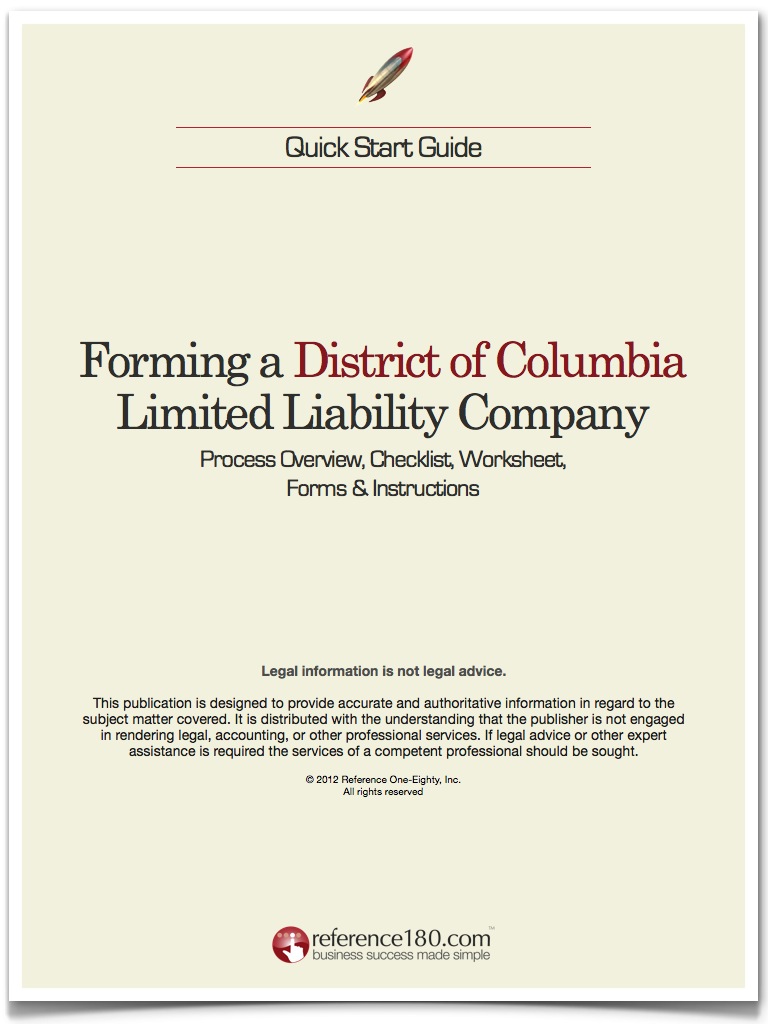 Quick Start Guide
Forming a District of Columbia
Limited Liability Company
Process Overview, Checklist, Worksheet,
Forms & Instructions
Legal information is not legal advice.
This publication is designed to provide accurate and authoritative information in regard to the
subject matter covered. It is distributed with the understanding that the publisher is not engaged
in rendering legal, accounting, or other professional services. If legal advice or other expert
assistance is required the services of a competent professional should be sought.
© 2012 Reference One-Eighty, Inc.
All rights reserved
reference180.com™
business success made simple